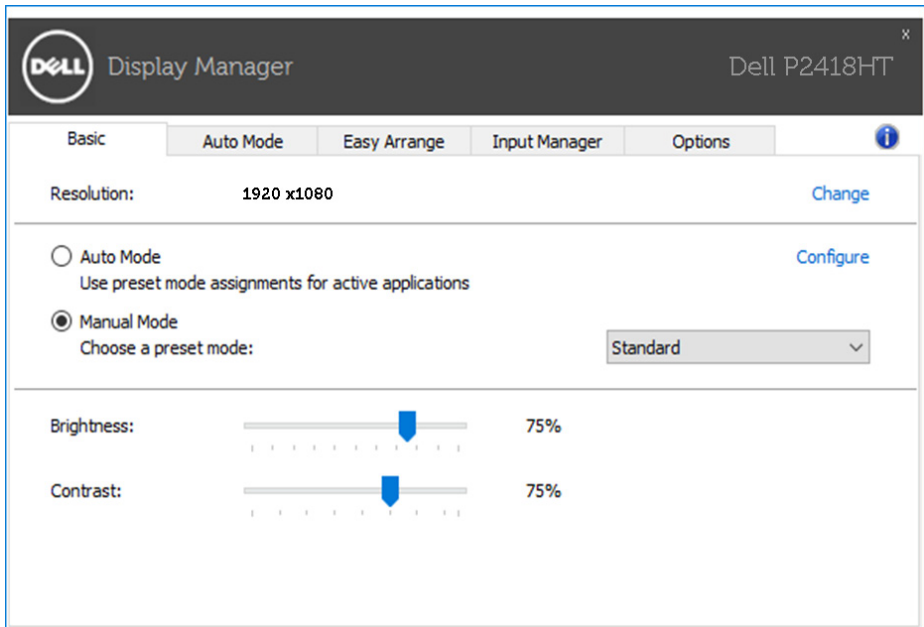 DELL
Display Manager
Dell P2418HT
x
Basic
Auto Mode
Easy Arrange
Input Manager
Options
i
Resolution:
1920 x1080
Change
Auto Mode
Configure
Use preset mode assignments for active applications
Manual Mode
Choose a preset mode:
Standard
Brightness:
75%
Contrast:
75%